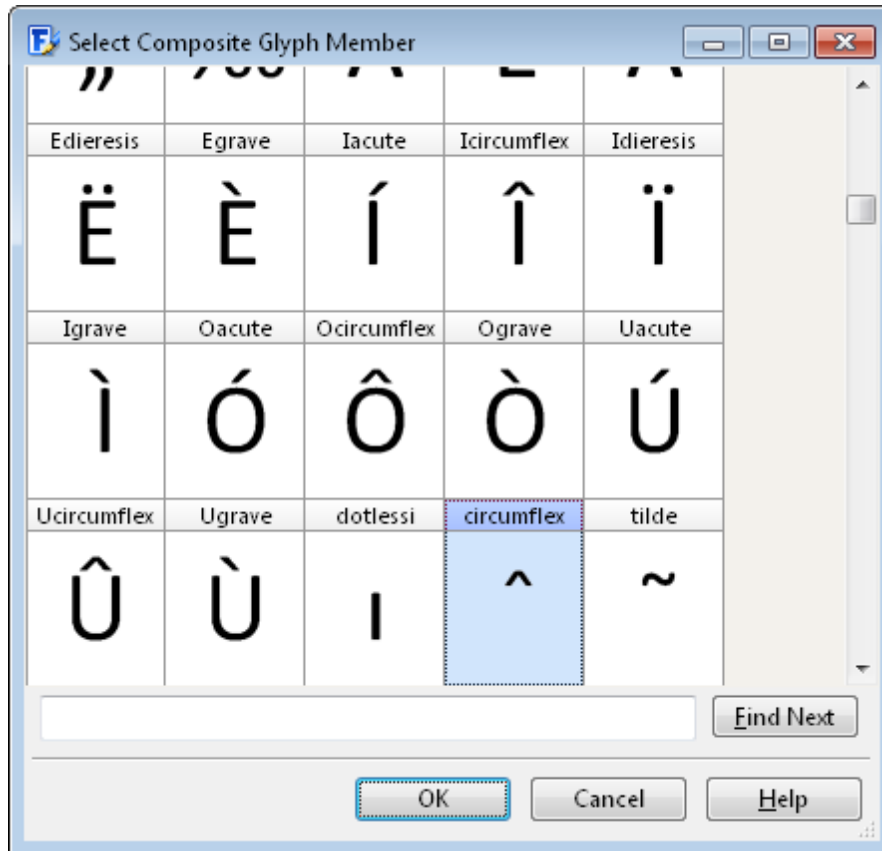 Select Composite Glyph Member
„ ‰
Edieresis Egrave Iacute Icircumflex Idieresis
Ë È Í Î Ï
Igrave Oacute Ocircumflex Ograve Uacute
Ì Ó Ô Ò Ú
Ucircumflex Ugrave dotlessi circumflex tilde
Û Ù ı ˆ ˜
Find Next
OK Cancel Help